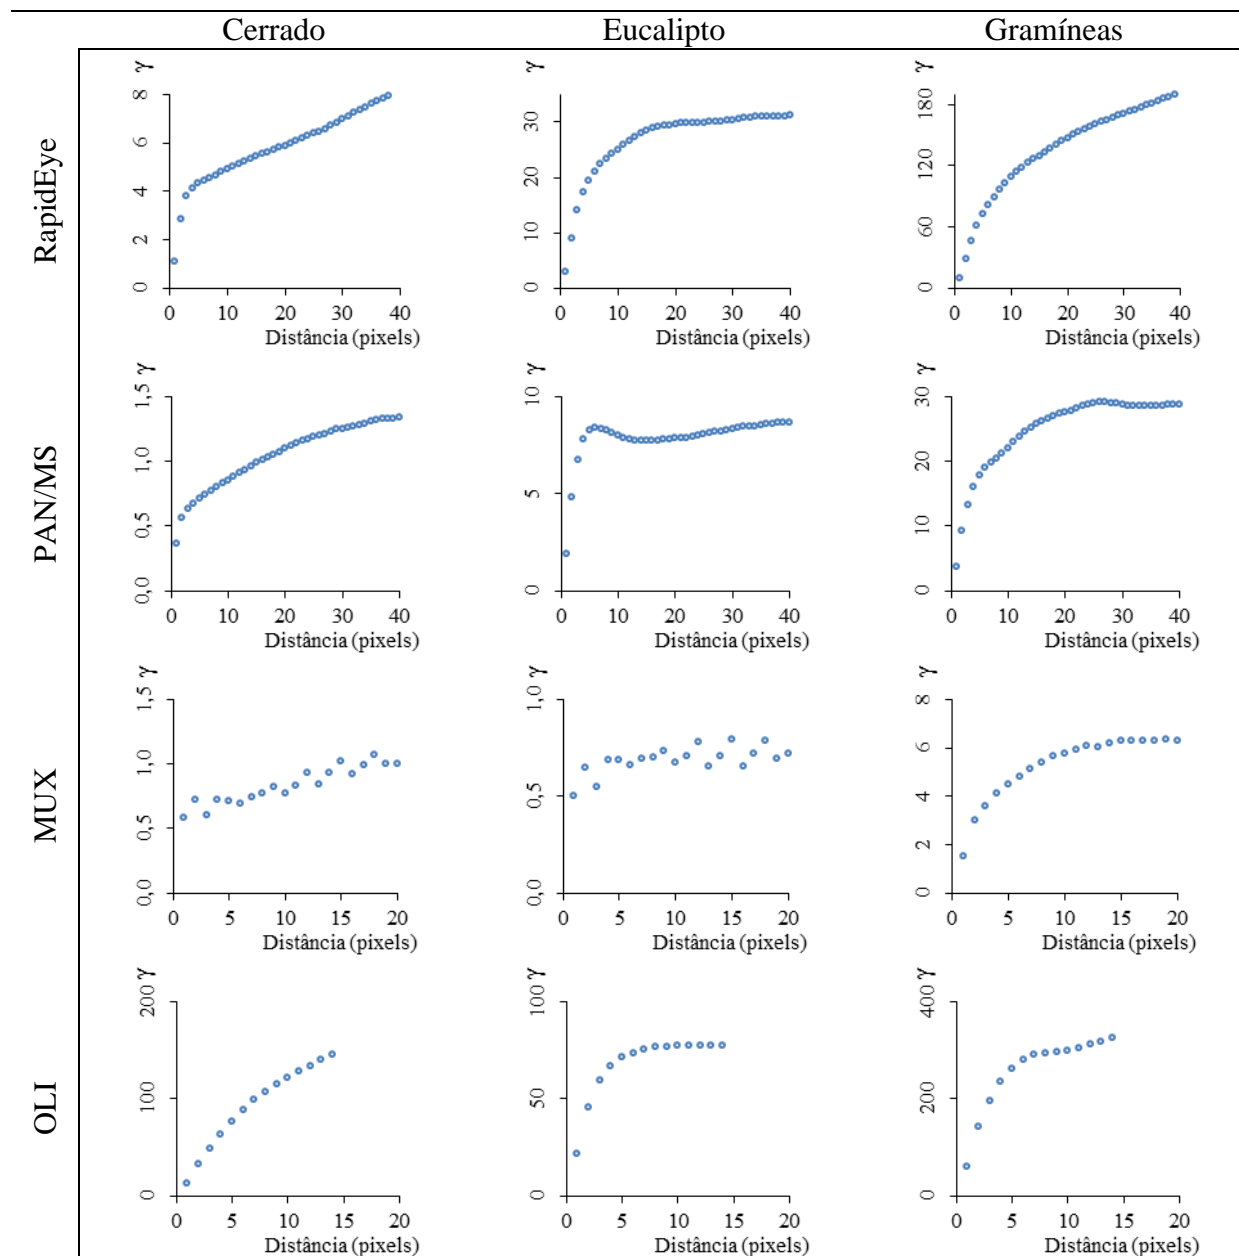 Cerrado Eucalipto Gramíneas
RapidEye
γ
8
6
4
2
0
0 10 20 30 40
Distância (pixels)
γ
30
20
10
0
0 10 20 30 40
Distância (pixels)
γ
180
120
60
0
0 10 20 30 40
Distância (pixels)
PAN/MS
γ
1,5
1,0
0,5
0,0
0 10 20 30 40
Distância (pixels)
γ
10
5
0
0 10 20 30 40
Distância (pixels)
γ
30
20
10
0
0 10 20 30 40
Distância (pixels)
MUX
γ
1,5
1,0
0,5
0,0
0 5 10 15 20
Distância (pixels)
γ
1,0
0,5
0,0
0 5 10 15 20
Distância (pixels)
γ
8
6
4
2
0
0 5 10 15 20
Distância (pixels)
OLI
γ
200
100
0
0 5 10 15 20
Distância (pixels)
γ
100
50
0
0 5 10 15 20
Distância (pixels)
γ
400
200
0
0 5 10 15 20
Distância (pixels)